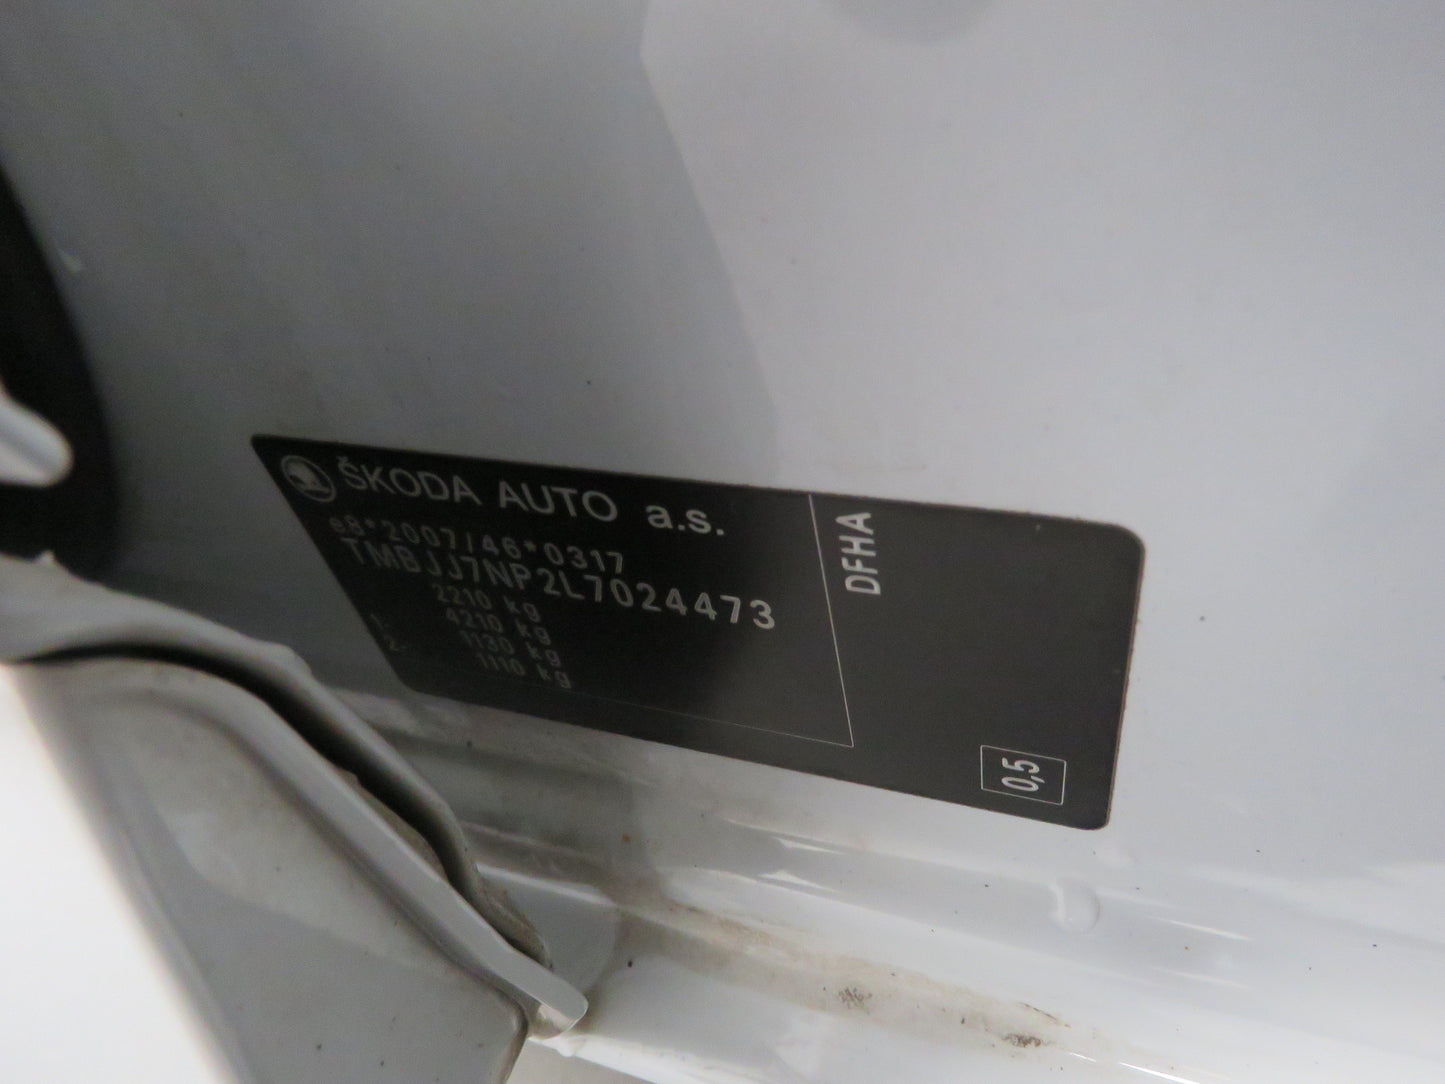 ŠKODA AUTO a.s.
e8*2007/46*0317
TMBJJ7NP2L7024473
2210 kg
4210 kg
1- 1130 kg
2- 1110 kg
DFHA
0,5